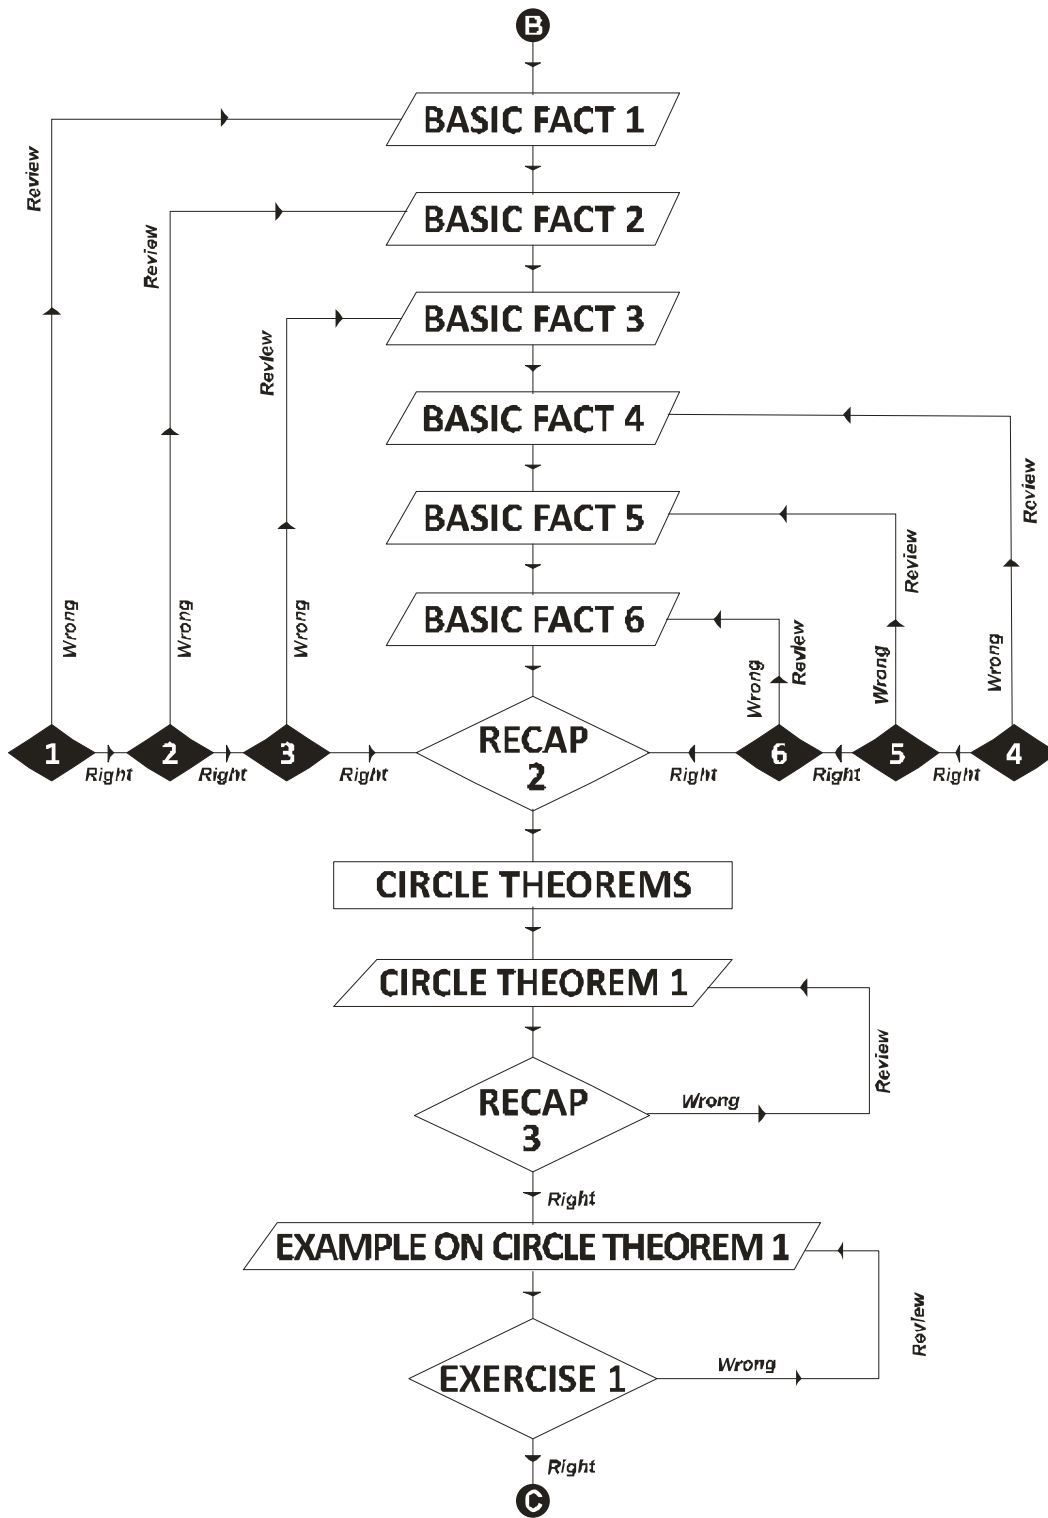 B
BASIC FACT 1
Review
BASIC FACT 2
Review
BASIC FACT 3
Review
BASIC FACT 4
Review
BASIC FACT 5
Review
BASIC FACT 6
Review
Wrong
Wrong
Wrong
Wrong
Wrong
Wrong
1
Right
2
Right
3
Right
RECAP
2
Right
6
Right
5
Right
4
CIRCLE THEOREMS
CIRCLE THEOREM 1
Review
RECAP
3
Wrong
Right
EXAMPLE ON CIRCLE THEOREM 1
Review
EXERCISE 1
Wrong
Right
C